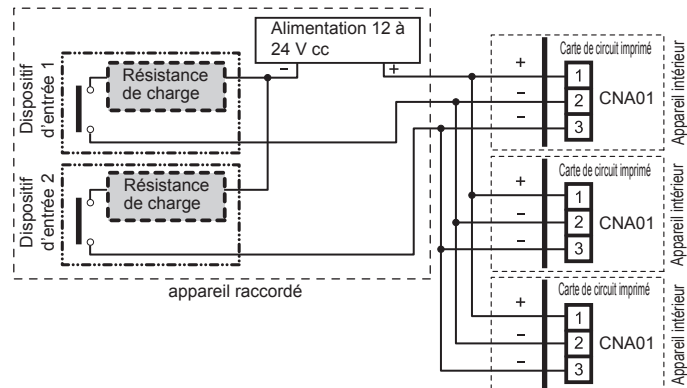 Alimentation 12 à
24 V cc
–
+
Dispositif
d'entrée 1
Résistance
de charge
Dispositif
d'entrée 2
Résistance
de charge
appareil raccordé
Carte de circuit imprimé
+
–
–
1
2
3
CNA01
Appareil intérieur
Carte de circuit imprimé
+
–
–
1
2
3
CNA01
Appareil intérieur
Carte de circuit imprimé
+
–
–
1
2
3
CNA01
Appareil intérieur